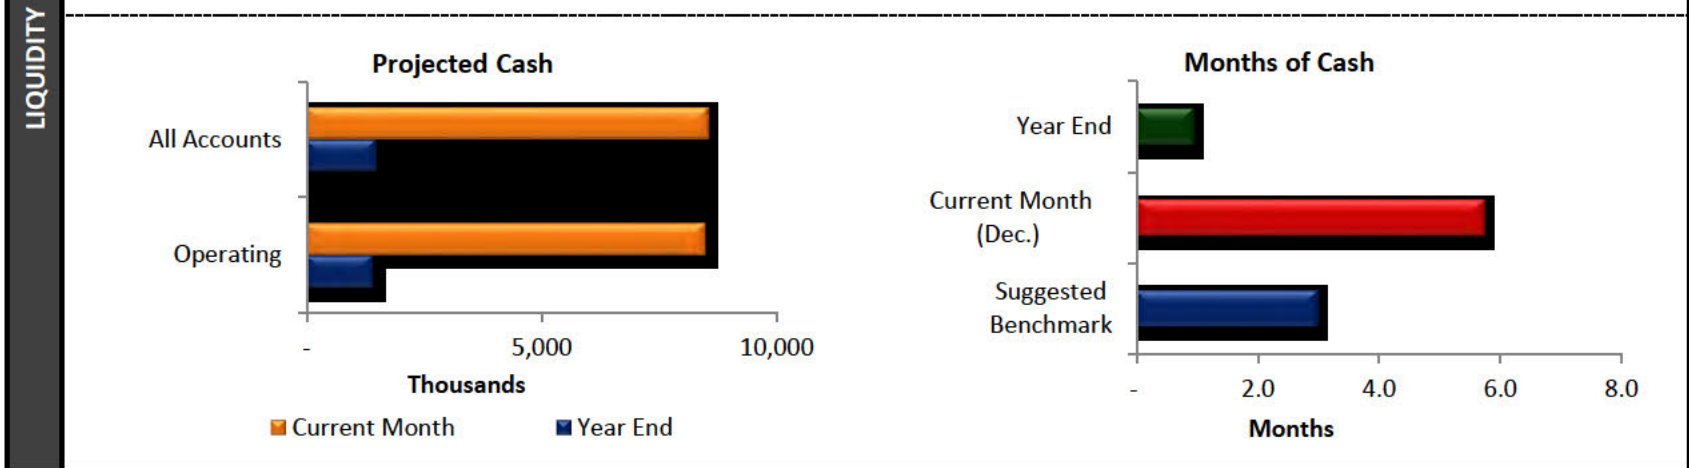 LIQUIDITY
Projected Cash
All Accounts
Operating
-
5,000
10,000
Thousands
Current Month
Year End
Months of Cash
Year End
Current Month
(Dec.)
Suggested
Benchmark
-
2.0
4.0
6.0
8.0
Months